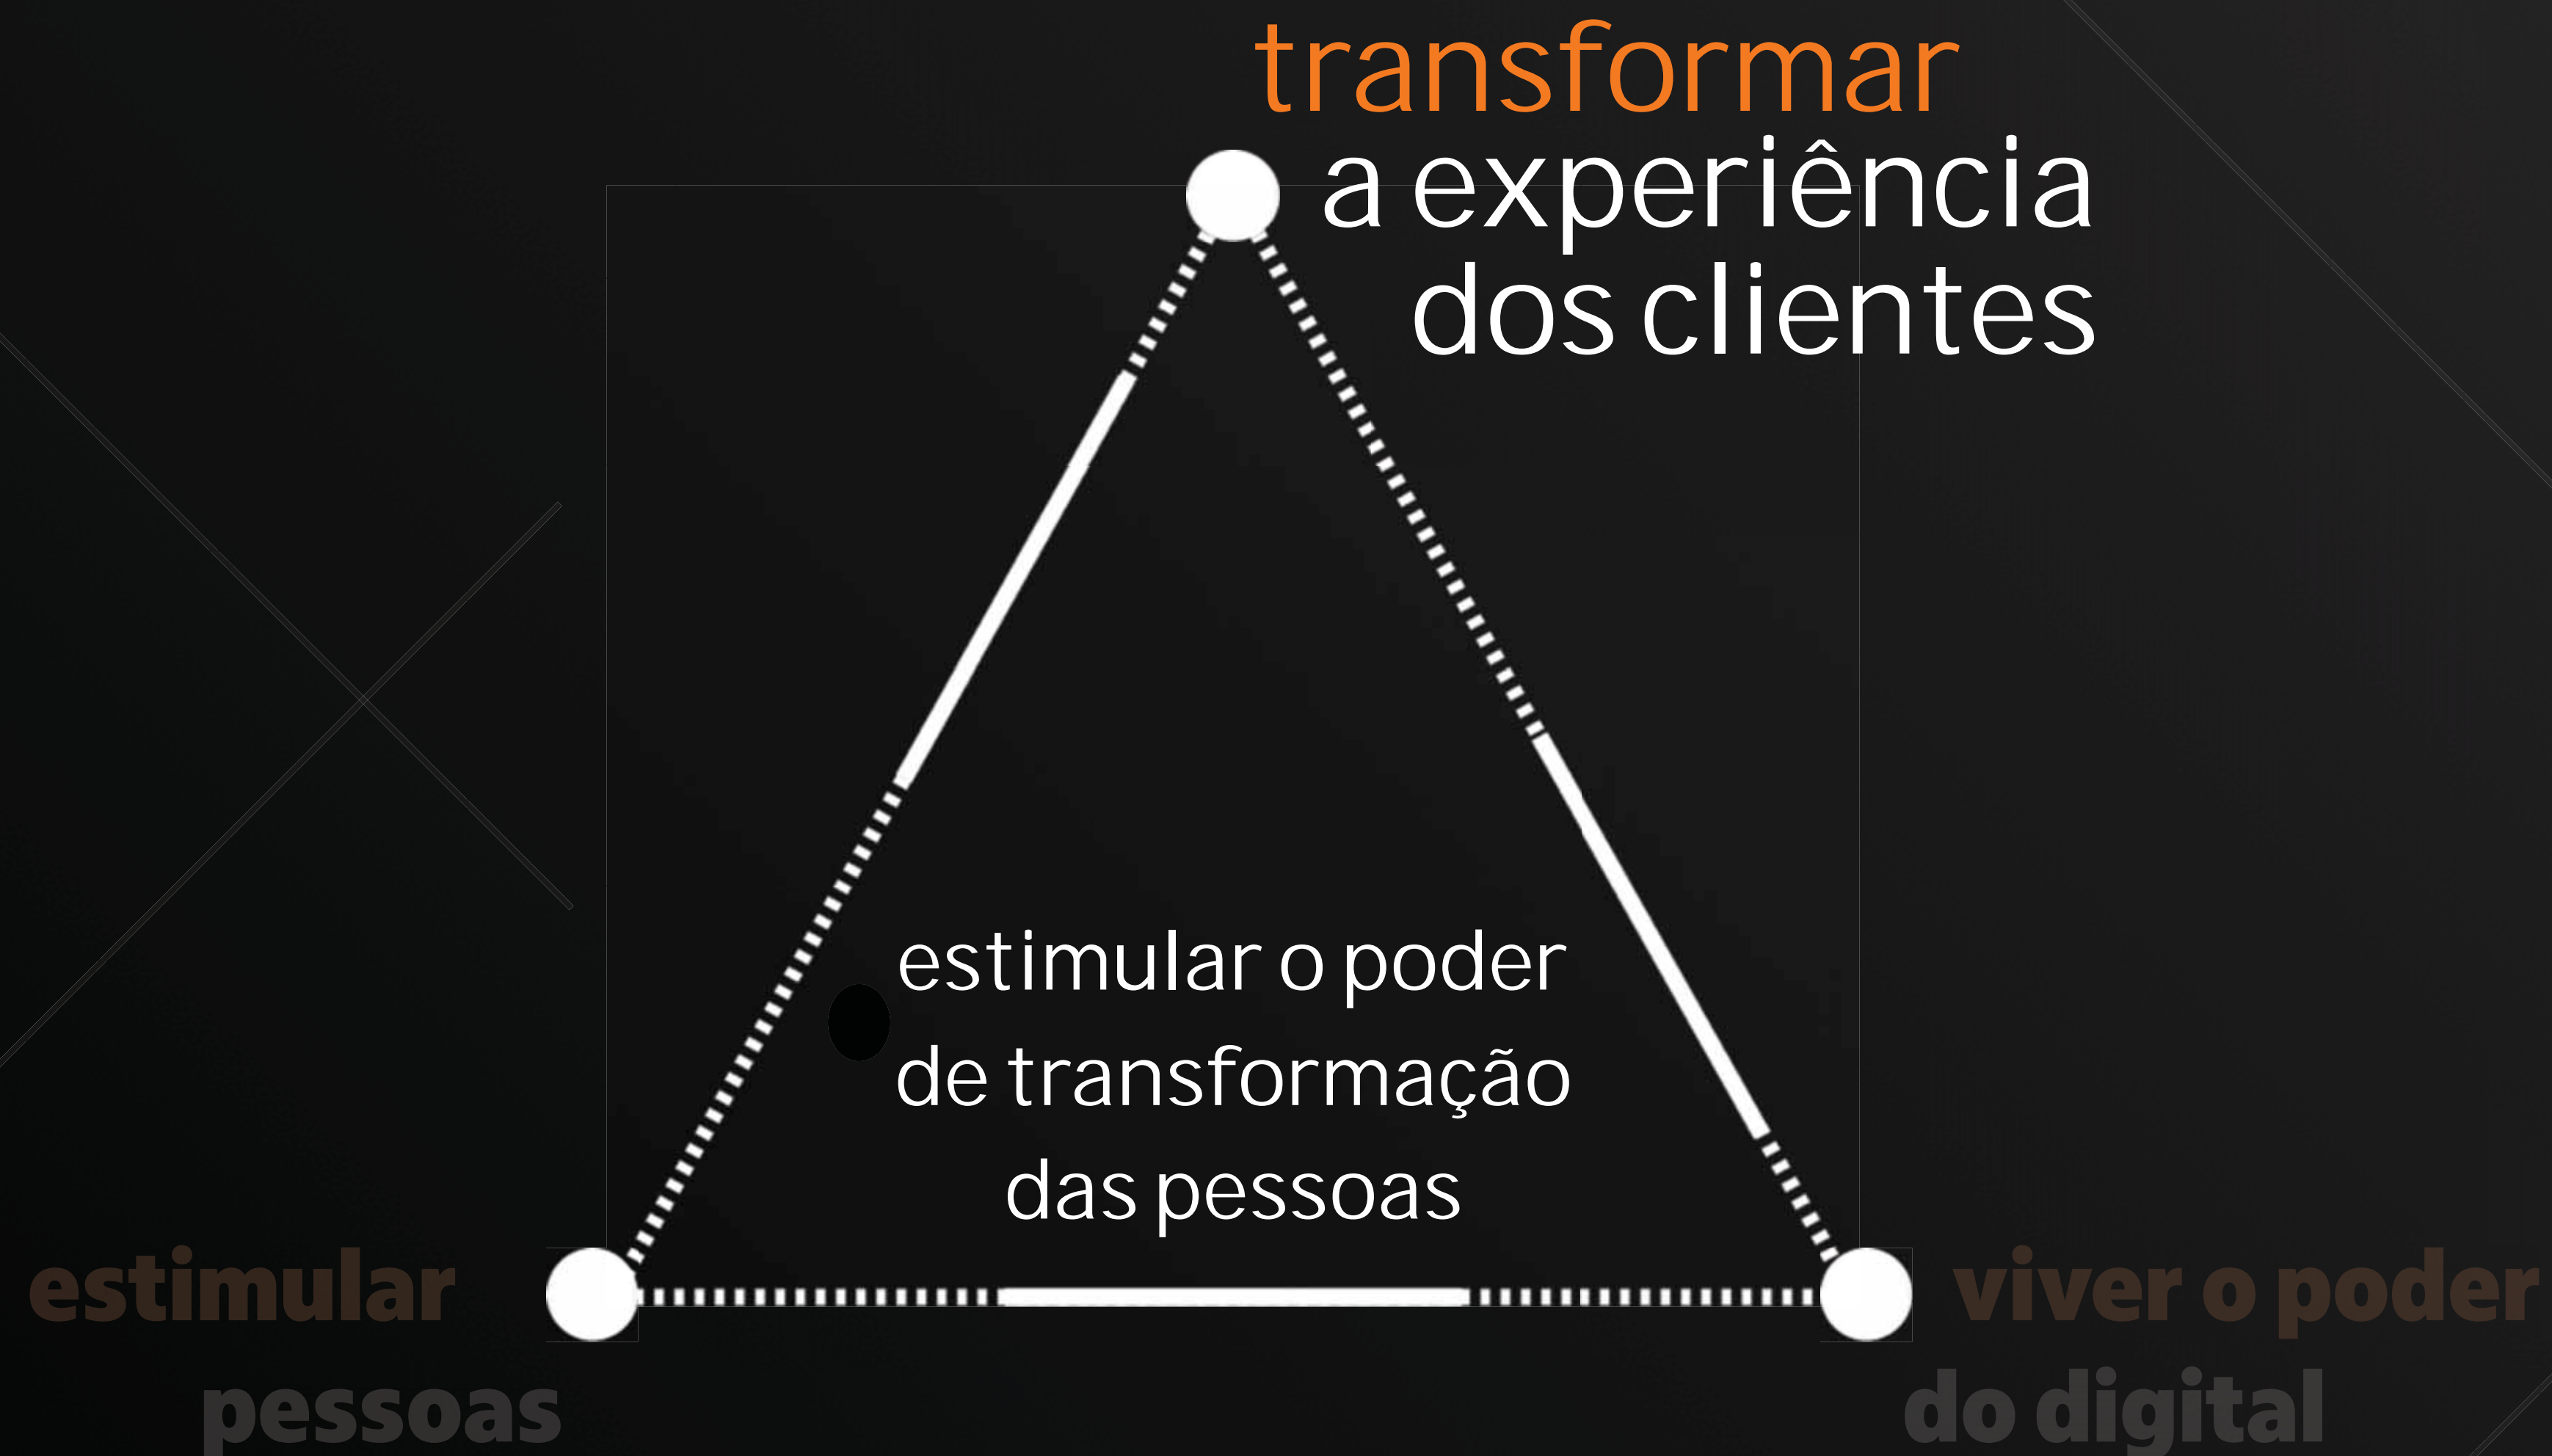 transformar
a experiência
dos clientes
estimular o poder
de transformação
das pessoas
estimular
pessoas
viver o poder
do digital